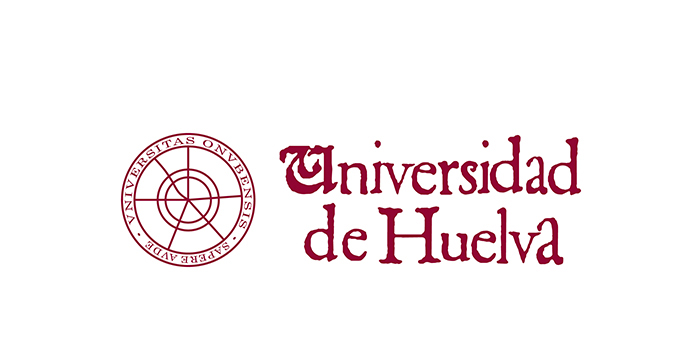 VNIVERSITAS ONVBENSIS · SAPERE AVDE ·
Universidad
de Huelva